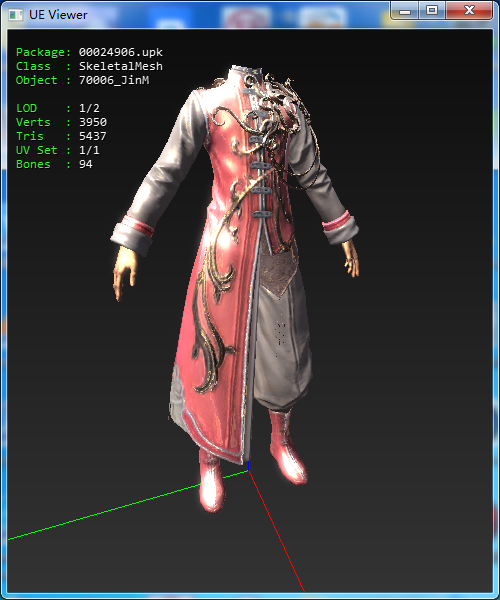 UE Viewer
Package: 00024906.upk
Class : SkeletalMesh
Object : 70006_JinM
LOD : 1/2
Verts : 3950
Tris : 5437
UV Set : 1/1
Bones : 94